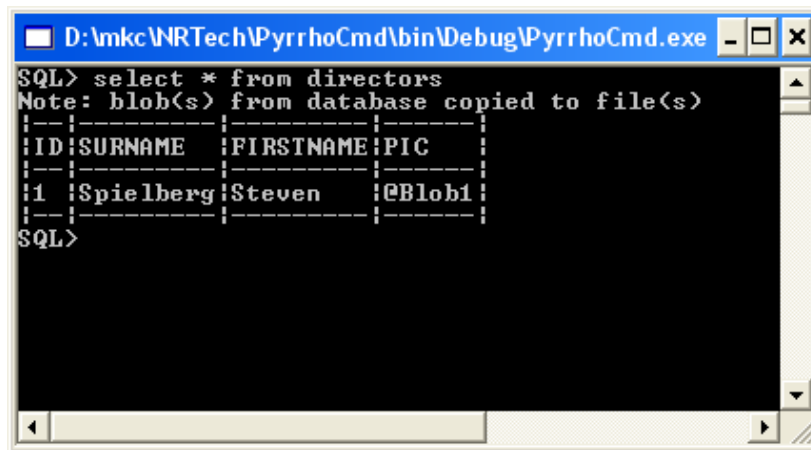 D:\mkc\NRTech\PyrrhoCmd\bin\Debug\PyrrhoCmd.exe
SQL> select * from directors
Note: blob(s) from database copied to file(s)
|--|---------|---------|------|
|ID|SURNAME  |FIRSTNAME|PIC   |
|--|---------|---------|------|
|1 |Spielberg|Steven   |@Blob1|
|--|---------|---------|------|
SQL>